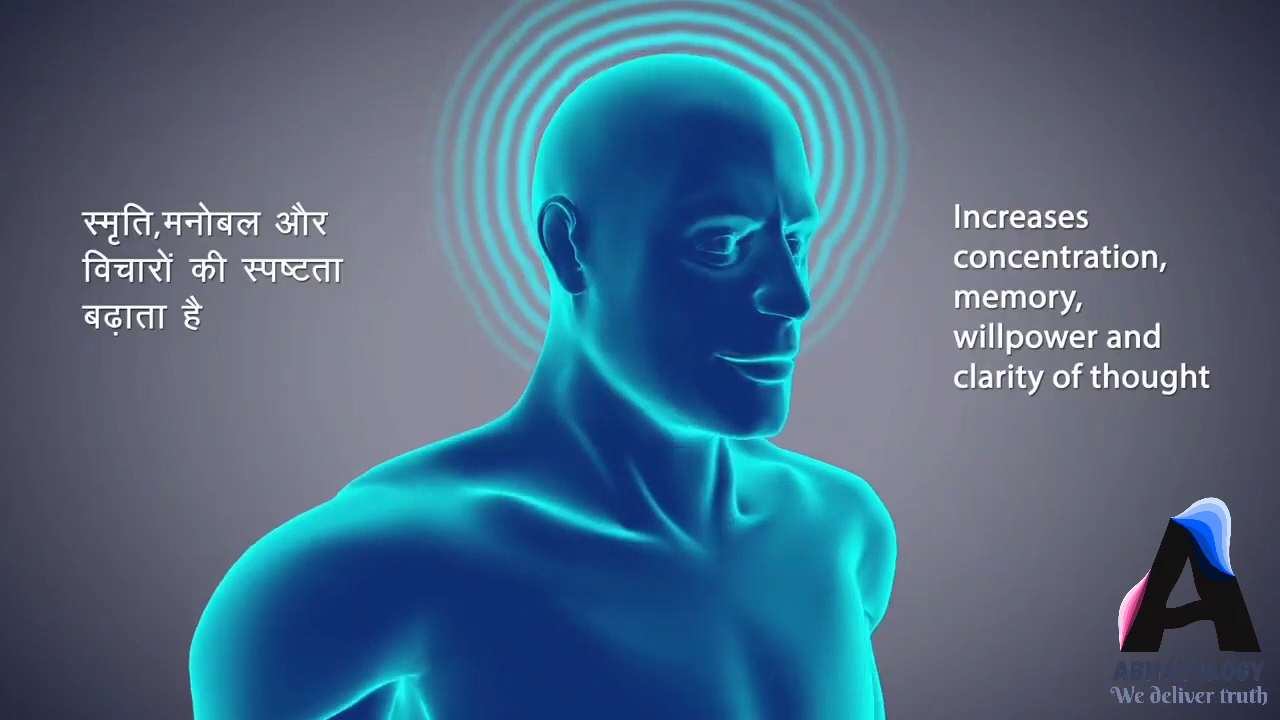 स्मृति,मनोबल और
विचारों की स्पष्टता
बढ़ाता है
Increases
concentration,
memory,
willpower and
clarity of thought
We deliver truth